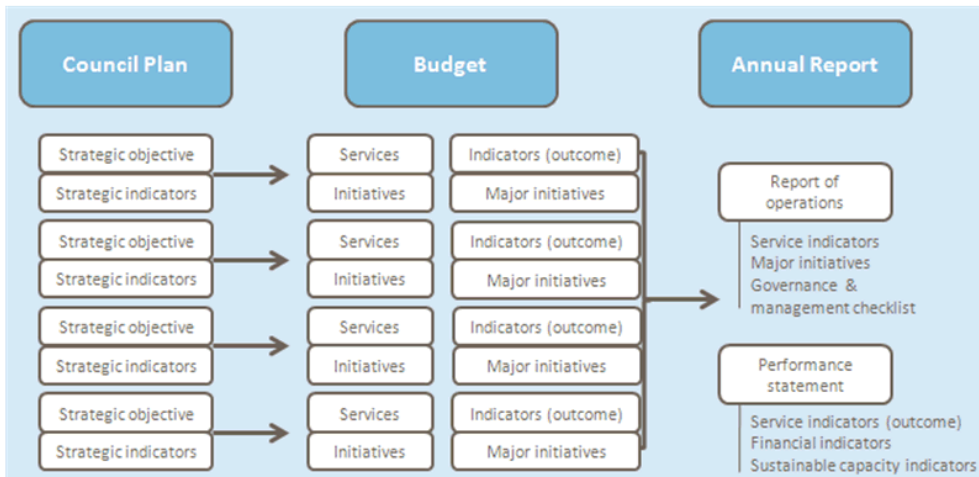 Council Plan
Budget
Annual Report
Strategic objective
Strategic indicators
Services
Initiatives
Indicators (outcome)
Major initiatives
Strategic objective
Strategic indicators
Services
Initiatives
Indicators (outcome)
Major initiatives
Strategic objective
Strategic indicators
Services
Initiatives
Indicators (outcome)
Major initiatives
Strategic objective
Strategic indicators
Services
Initiatives
Indicators (outcome)
Major initiatives
Report of
operations
Service indicators
Major initiatives
Governance &
management checklist
Performance
statement
Service indicators (outcome)
Financial indicators
Sustainable capacity indicators